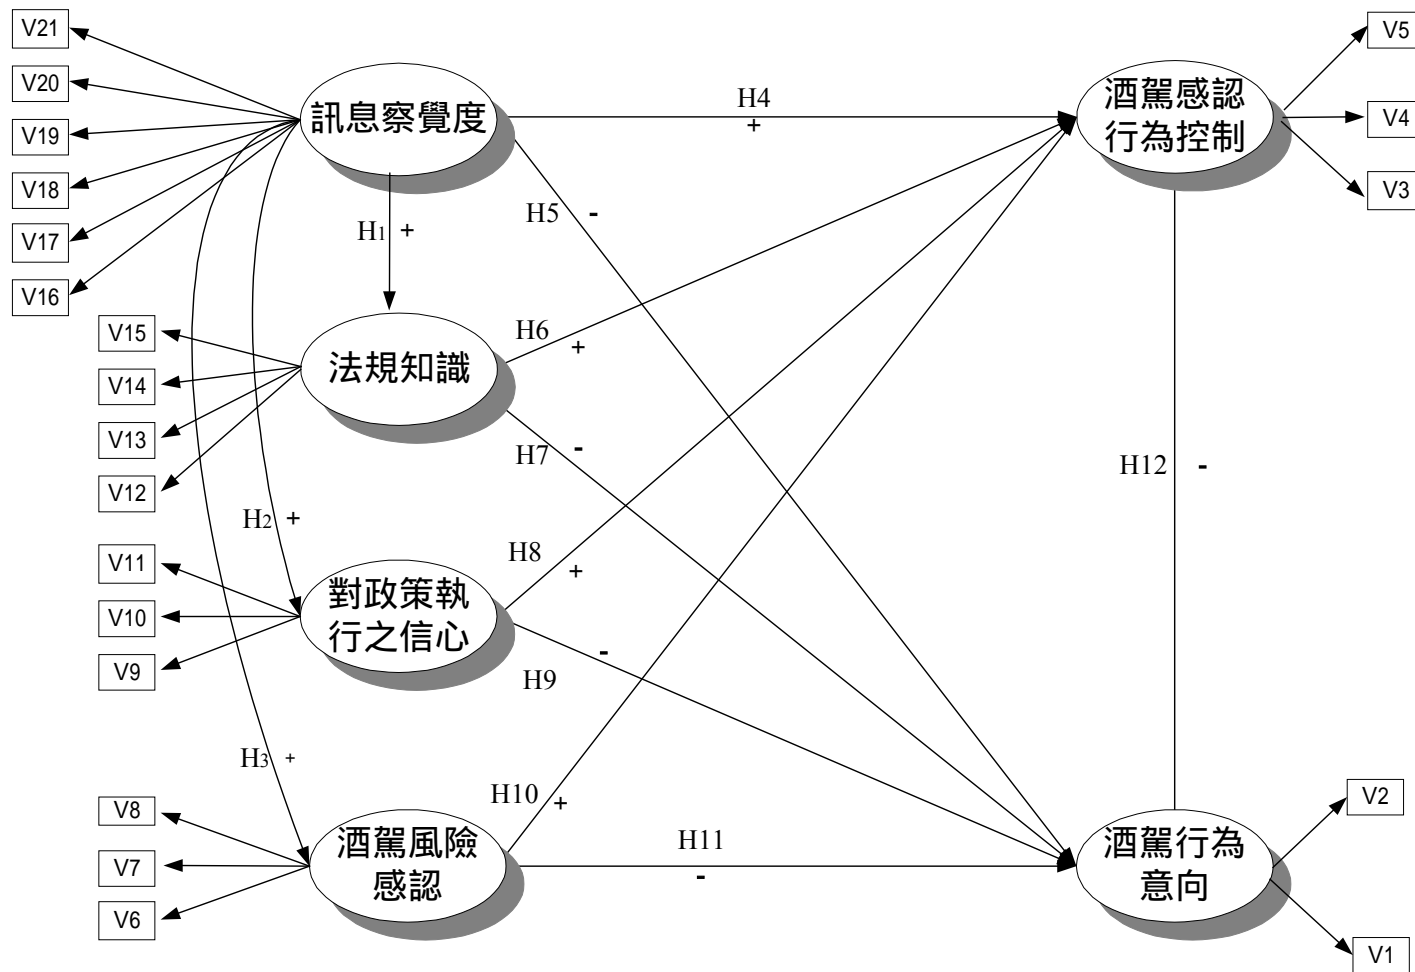 V21
V20
V19
V18
V17
V16
訊息察覺度
H4
+
酒駕感認
行為控制
V5
V4
V3
H1 +
H5 -
V15
V14
V13
V12
法規知識
H6
+
H7 -
H12 -
H2 +
V11
V10
V9
對政策執
行之信心
H8
+
H9 -
H3 +
V8
V7
V6
酒駕風險
感認
H10 +
H11
-
酒駕行為
意向
V2
V1